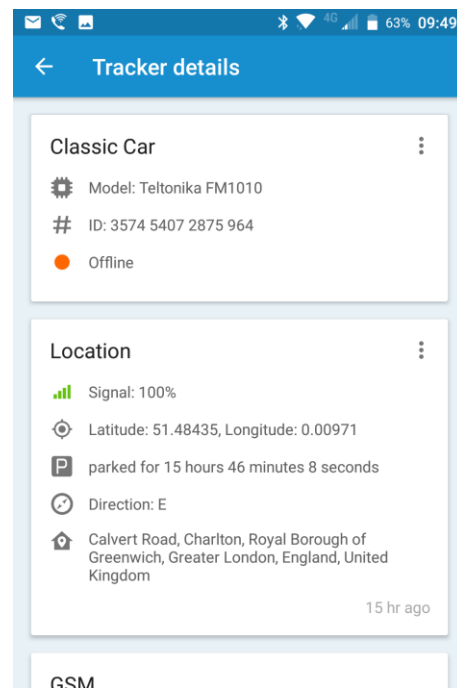 4G 63% 09:49
Tracker details
Classic Car
Model: Teltonika FM1010
# ID: 3574 5407 2875 964
Offline
Location
Signal: 100%
Latitude: 51.48435, Longitude: 0.00971
P parked for 15 hours 46 minutes 8 seconds
Direction: E
Calvert Road, Charlton, Royal Borough of
Greenwich, Greater London, England, United
Kingdom
15 hr ago
GSM